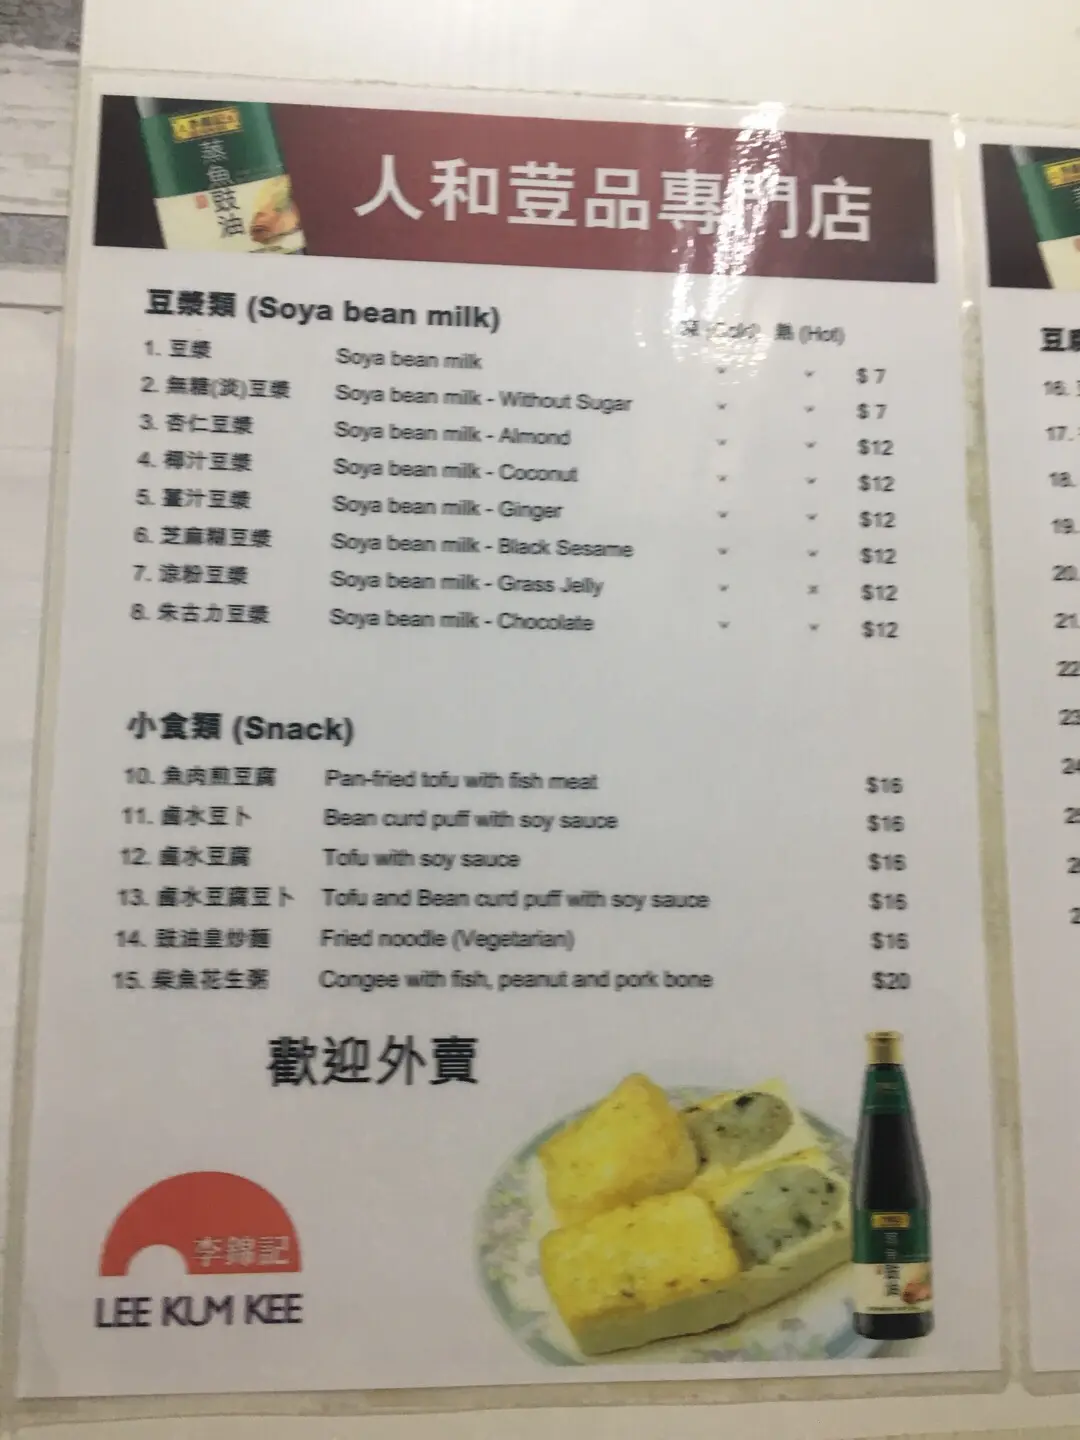 蒸魚
豉油
人和荳品專門店
豆漿類 (Soya bean milk)
凍 (Cold) 熱 (Hot)
1. 豆漿 Soya bean milk $7
2. 無糖(淡)豆漿 Soya bean milk - Without Sugar $7
3. 杏仁豆漿 Soya bean milk - Almond $12
4. 椰汁豆漿 Soya bean milk - Coconut $12
5. 薑汁豆漿 Soya bean milk - Ginger $12
6. 芝麻糊豆漿 Soya bean milk - Black Sesame $12
7. 涼粉豆漿 Soya bean milk - Grass Jelly x $12
8. 朱古力豆漿 Soya bean milk - Chocolate $12
小食類 (Snack)
10. 魚肉煎豆腐 Pan-fried tofu with fish meat $16
11. 鹵水豆卜 Bean curd puff with soy sauce $16
12. 鹵水豆腐 Tofu with soy sauce $16
13. 鹵水豆腐豆卜 Tofu and Bean curd puff with soy sauce $16
14. 豉油皇炒麵 Fried noodle (Vegetarian) $16
15. 柴魚花生粥 Congee with fish, peanut and pork bone $20
歡迎外賣
李錦記
LEE KUM KEE
16.
17.
18.
19.
20.
21.
22
23
24